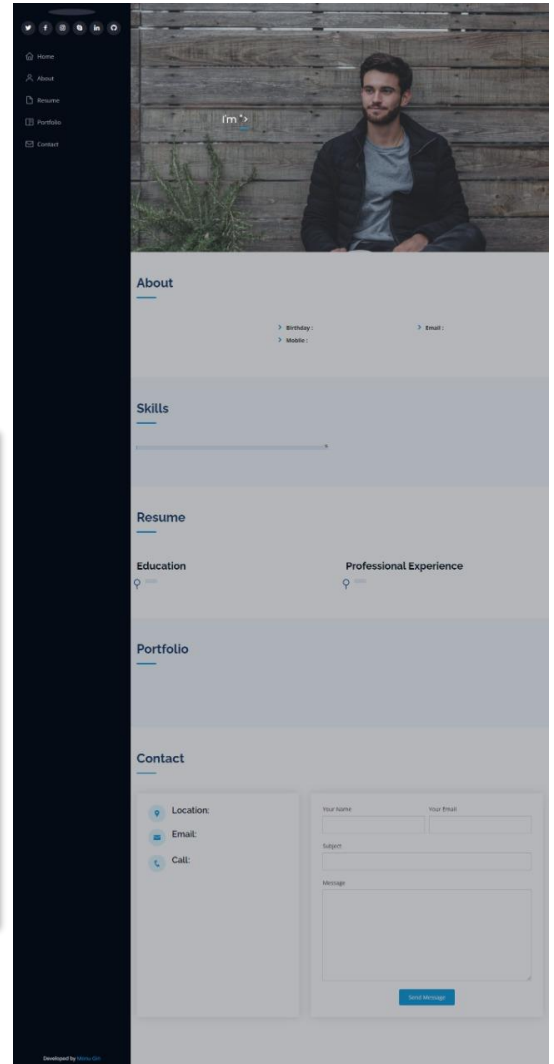 Home
About
Resume
Portfolio
Contact
I'm ">
About
Birthday :
Mobile :
Email :
Skills
Resume
Education
Professional Experience
Portfolio
Contact
Location:
Email:
Call:
Your Name
Your Email
Subject
Message
Send Message
Developed by